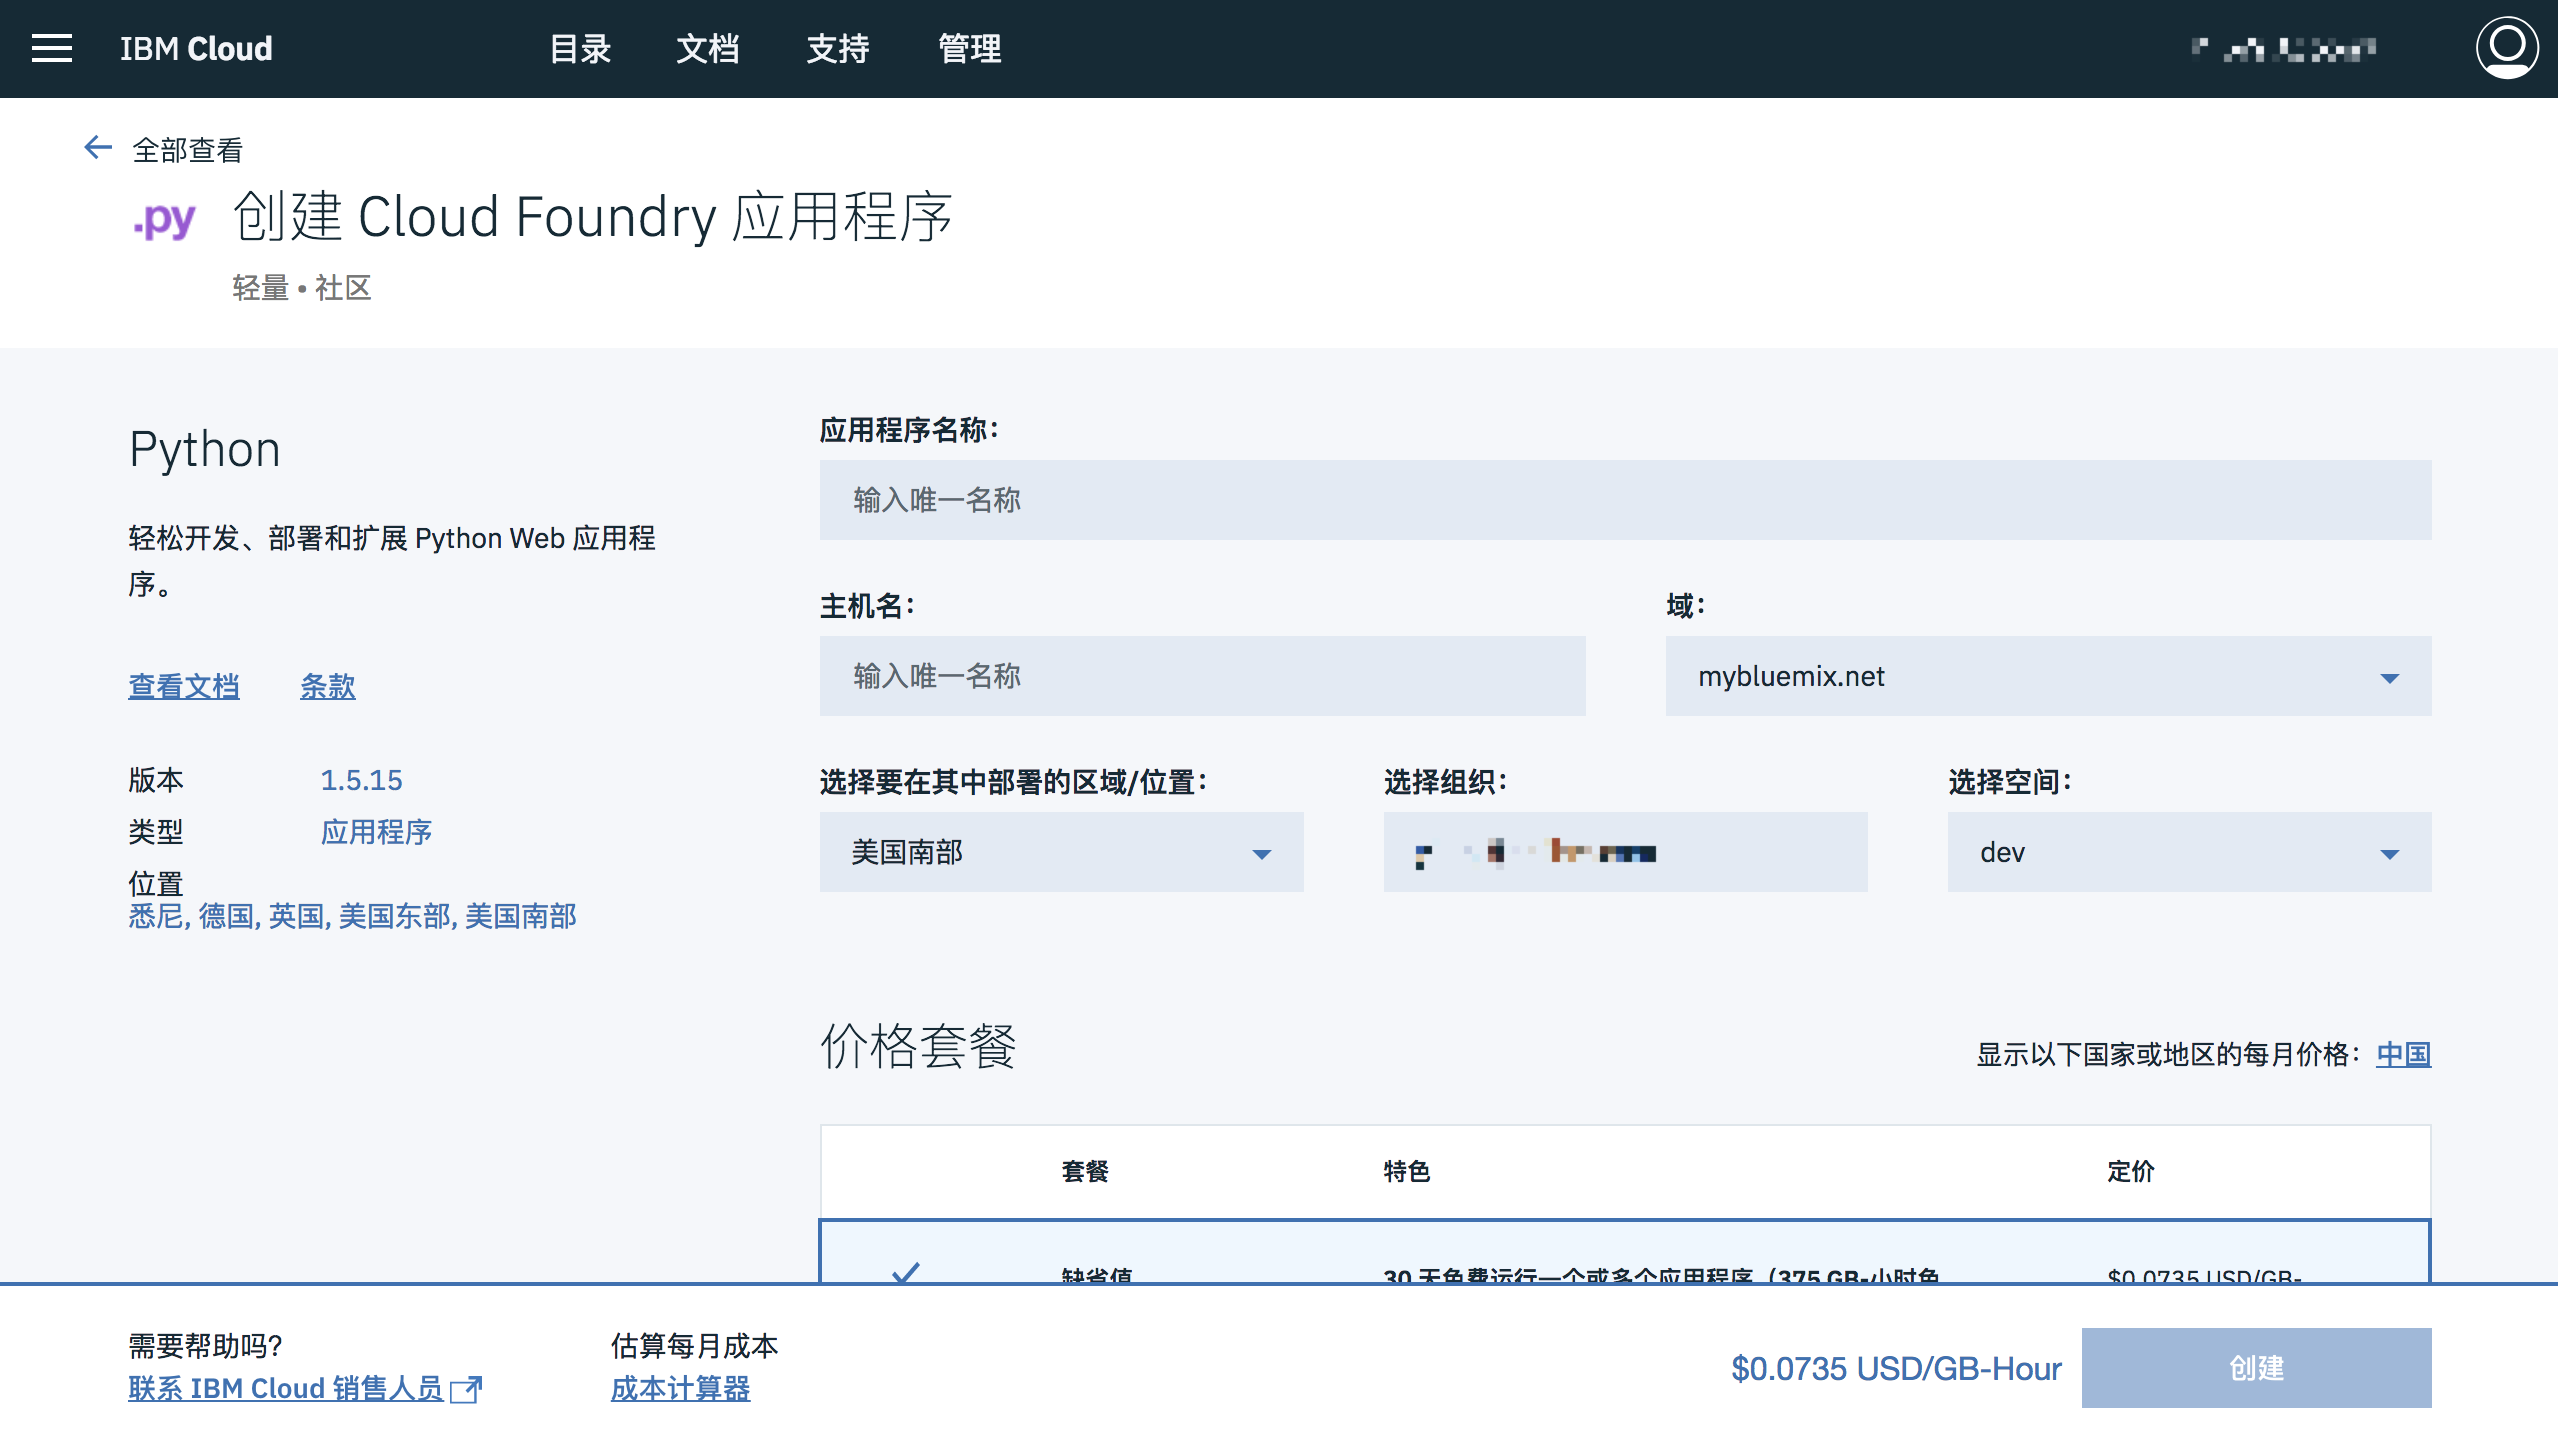 IBM Cloud
目录
文档
支持
管理
全部查看
.py
创建 Cloud Foundry 应用程序
轻量 • 社区
Python
轻松开发、部署和扩展 Python Web 应用程
序。
查看文档
条款
版本 1.5.15
类型 应用程序
位置
悉尼, 德国, 英国, 美国东部, 美国南部
应用程序名称：
输入唯一名称
主机名：
输入唯一名称
域：
mybluemix.net
选择要在其中部署的区域/位置：
美国南部
选择组织：
选择空间：
dev
价格套餐
显示以下国家或地区的每月价格： 中国
套餐 特色 定价
缺省值 30 天免费运行一个或多个应用程序（375 GB-小时免 $0.0735 USD/GB-
需要帮助吗?
联系 IBM Cloud 销售人员
估算每月成本
成本计算器
$0.0735 USD/GB-Hour
创建